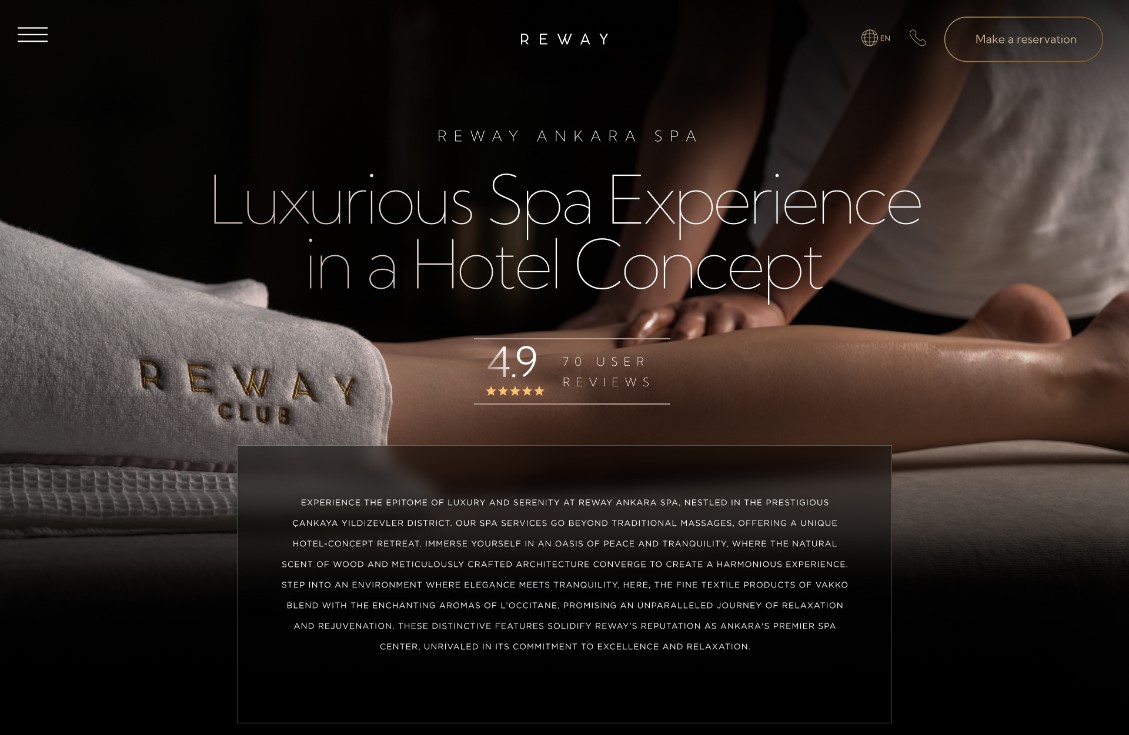 REWAY
EN
Make a reservation
REWAY ANKARA SPA
Luxurious Spa Experience
in a Hotel Concept
4.9
70 USER
REVIEWS
REWAY
CLUB
EXPERIENCE THE EPITOME OF LUXURY AND SERENITY AT REWAY ANKARA SPA, NESTLED IN THE PRESTIGIOUS
ÇANKAYA YILDIZEVLER DISTRICT. OUR SPA SERVICES GO BEYOND TRADITIONAL MASSAGES, OFFERING A UNIQUE
HOTEL-CONCEPT RETREAT. IMMERSE YOURSELF IN AN OASIS OF PEACE AND TRANQUILITY, WHERE THE NATURAL
SCENT OF WOOD AND METICULOUSLY CRAFTED ARCHITECTURE CONVERGE TO CREATE A HARMONIOUS EXPERIENCE.
STEP INTO AN ENVIRONMENT WHERE ELEGANCE MEETS TRANQUILITY. HERE, THE FINE TEXTILE PRODUCTS OF VAKKO
BLEND WITH THE ENCHANTING AROMAS OF L'OCCITANE, PROMISING AN UNPARALLELED JOURNEY OF RELAXATION
AND REJUVENATION. THESE DISTINCTIVE FEATURES SOLIDIFY REWAY'S REPUTATION AS ANKARA'S PREMIER SPA
CENTER, UNRIVALED IN ITS COMMITMENT TO EXCELLENCE AND RELAXATION.